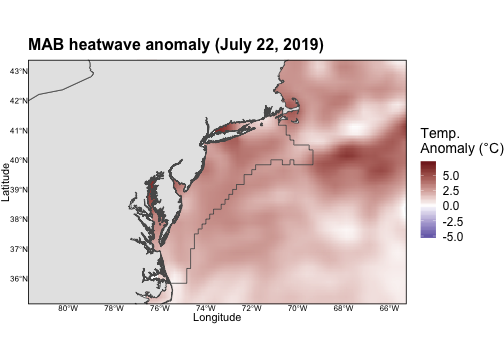 MAB heatwave anomaly (July 22, 2019)
43°N
42°N
41°N
40°N
39°N
38°N
37°N
36°N
Latitude
80°W 78°W 76°W 74°W 72°W 70°W 68°W 66°W
Longitude
Temp.
Anomaly (°C)
5.0
2.5
0.0
-2.5
-5.0